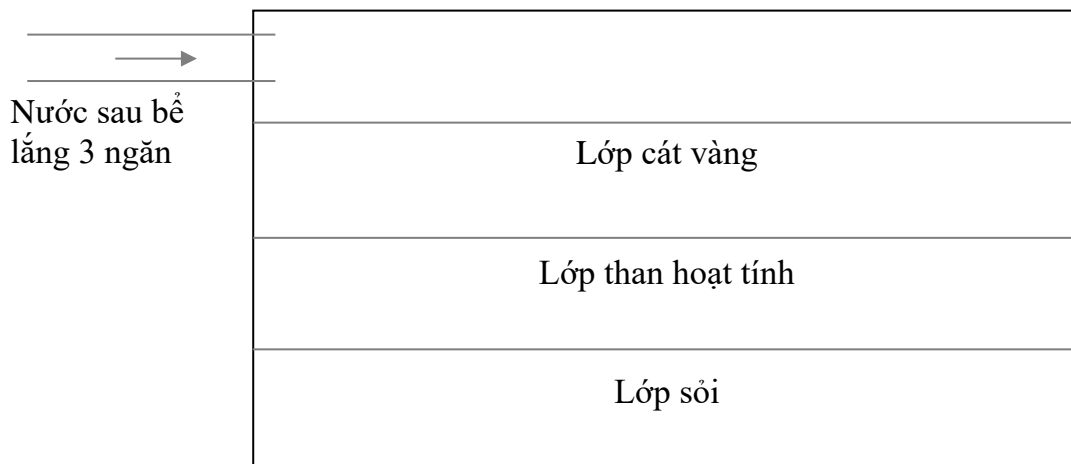 Nước sau bể
lắng 3 ngăn
Lớp cát vàng
Lớp than hoạt tính
Lớp sỏi